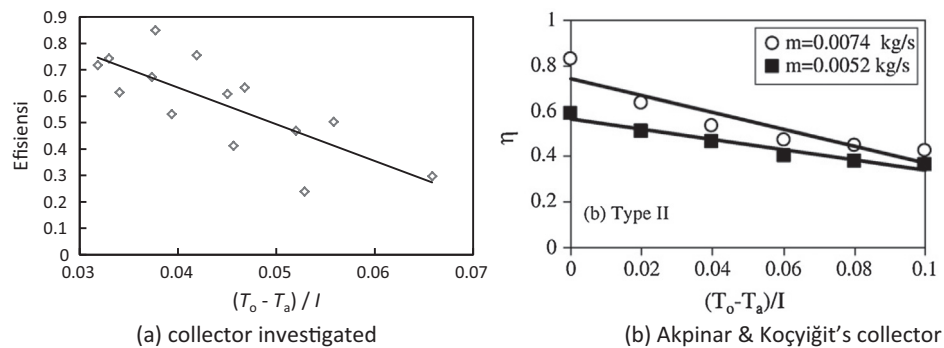 0.9
0.8
0.7
0.6
0.5
0.4
0.3
0.2
0.1
0
Efisiensi
0.03 0.04 0.05 0.06 0.07
(To - Ta) / I
(a) collector investigated
m=0.0074 kg/s
m=0.0052 kg/s
1
0.8
0.6
0.4
0.2
0
η
(b) Type II
0 0.02 0.04 0.06 0.08 0.1
(To-Ta)/I
(b) Akpinar & Koçyiğit’s collector